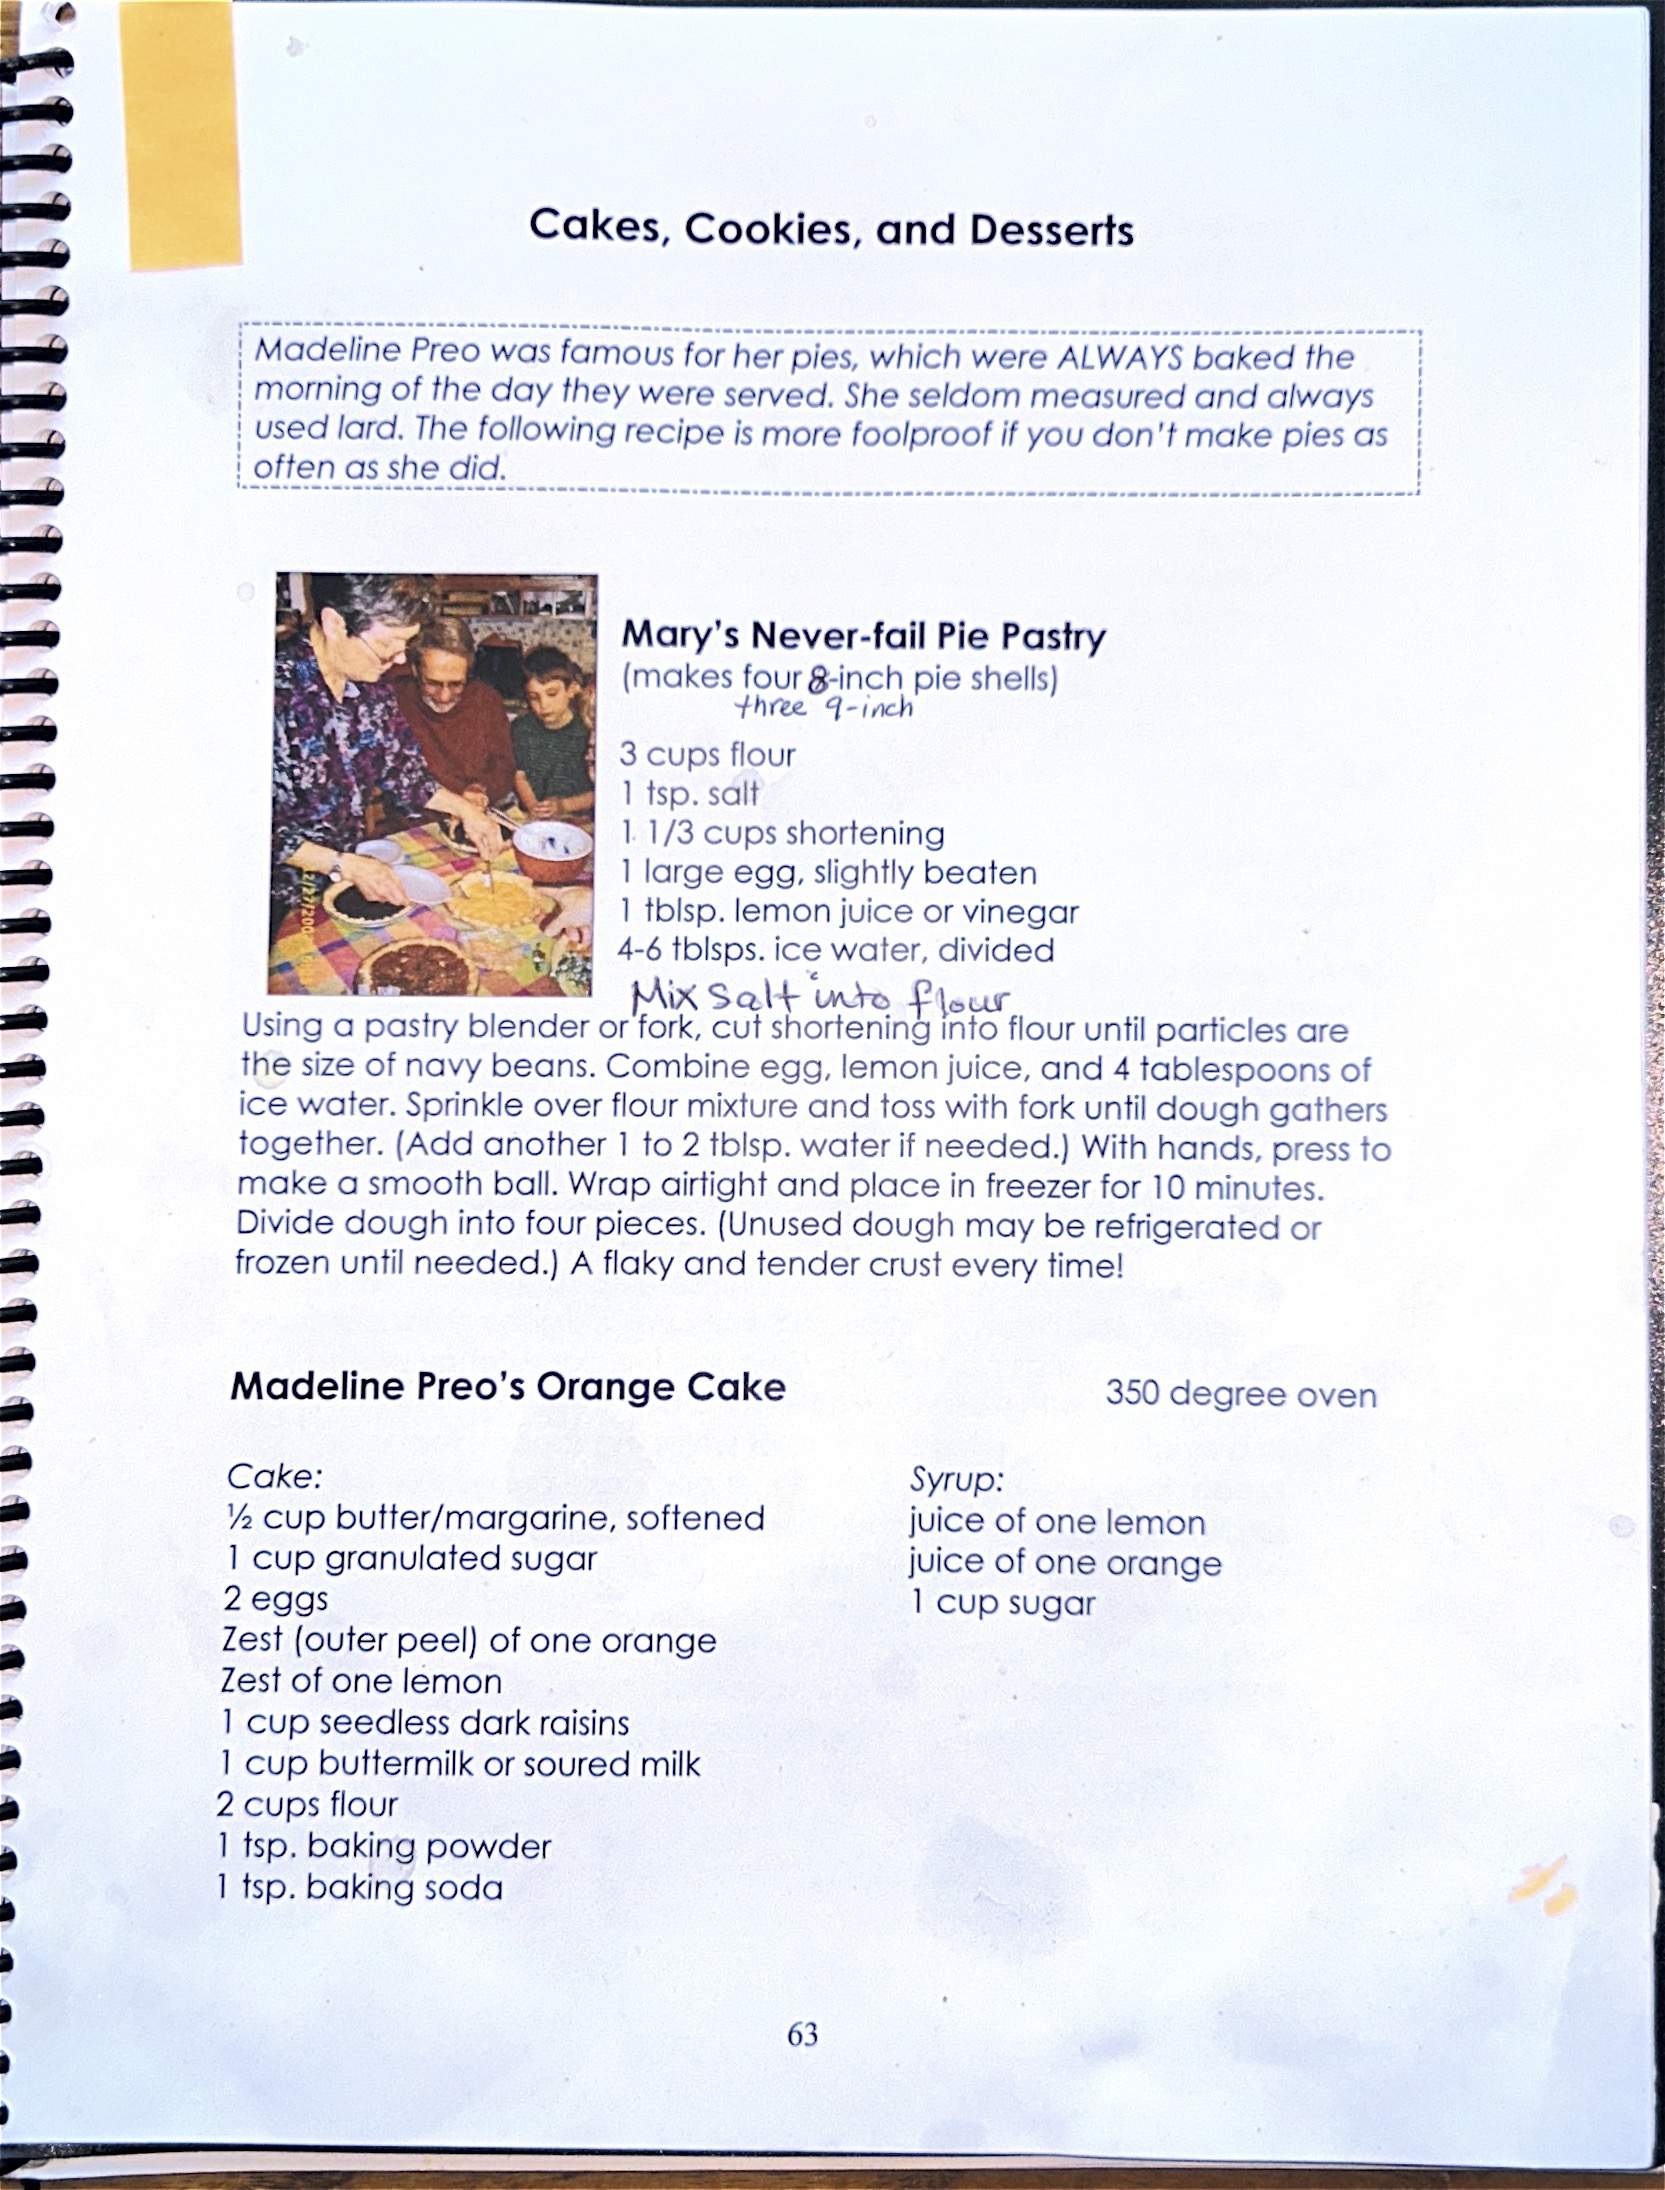 Cakes, Cookies, and Desserts
Madeline Preo was famous for her pies, which were ALWAYS baked the
morning of the day they were served. She seldom measured and always
used lard. The following recipe is more foolproof if you don't make pies as
often as she did.
Mary's Never-fail Pie Pastry
(makes four 8-inch pie shells)
three 9-inch
3 cups flour
1 tsp. salt
1 1/3 cups shortening
1 large egg, slightly beaten
1 tblsp. lemon juice or vinegar
4-6 tblsps. ice water, divided
Mix salt into flour
Using a pastry blender or fork, cut shortening into flour until particles are
the size of navy beans. Combine egg, lemon juice, and 4 tablespoons of
ice water. Sprinkle over flour mixture and toss with fork until dough gathers
together. (Add another 1 to 2 tblsp. water if needed.) With hands, press to
make a smooth ball. Wrap airtight and place in freezer for 10 minutes.
Divide dough into four pieces. (Unused dough may be refrigerated or
frozen until needed.) A flaky and tender crust every time!
Madeline Preo's Orange Cake 350 degree oven
Cake:
½ cup butter/margarine, softened
1 cup granulated sugar
2 eggs
Zest (outer peel) of one orange
Zest of one lemon
1 cup seedless dark raisins
1 cup buttermilk or soured milk
2 cups flour
1 tsp. baking powder
1 tsp. baking soda
Syrup:
juice of one lemon
juice of one orange
1 cup sugar
63